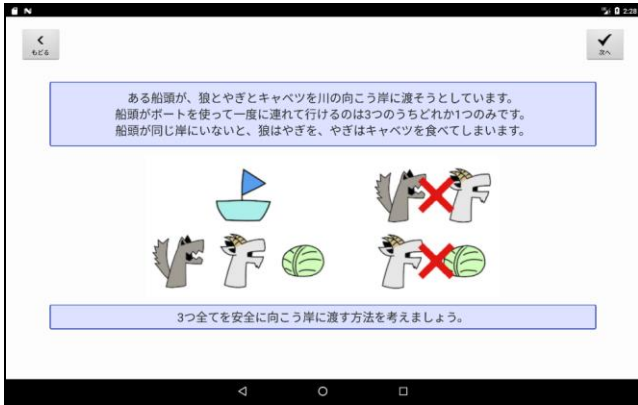 N
2:28
もどる
次へ
ある船頭が、狼とやぎとキャベツを川の向こう岸に渡そうとしています。
船頭がボートを使って一度に連れて行けるのは3つのうちどれか1つのみです。
船頭が同じ岸にいないと、狼はやぎを、やぎはキャベツを食べてしまいます。
3つ全てを安全に向こう岸に渡す方法を考えましょう。